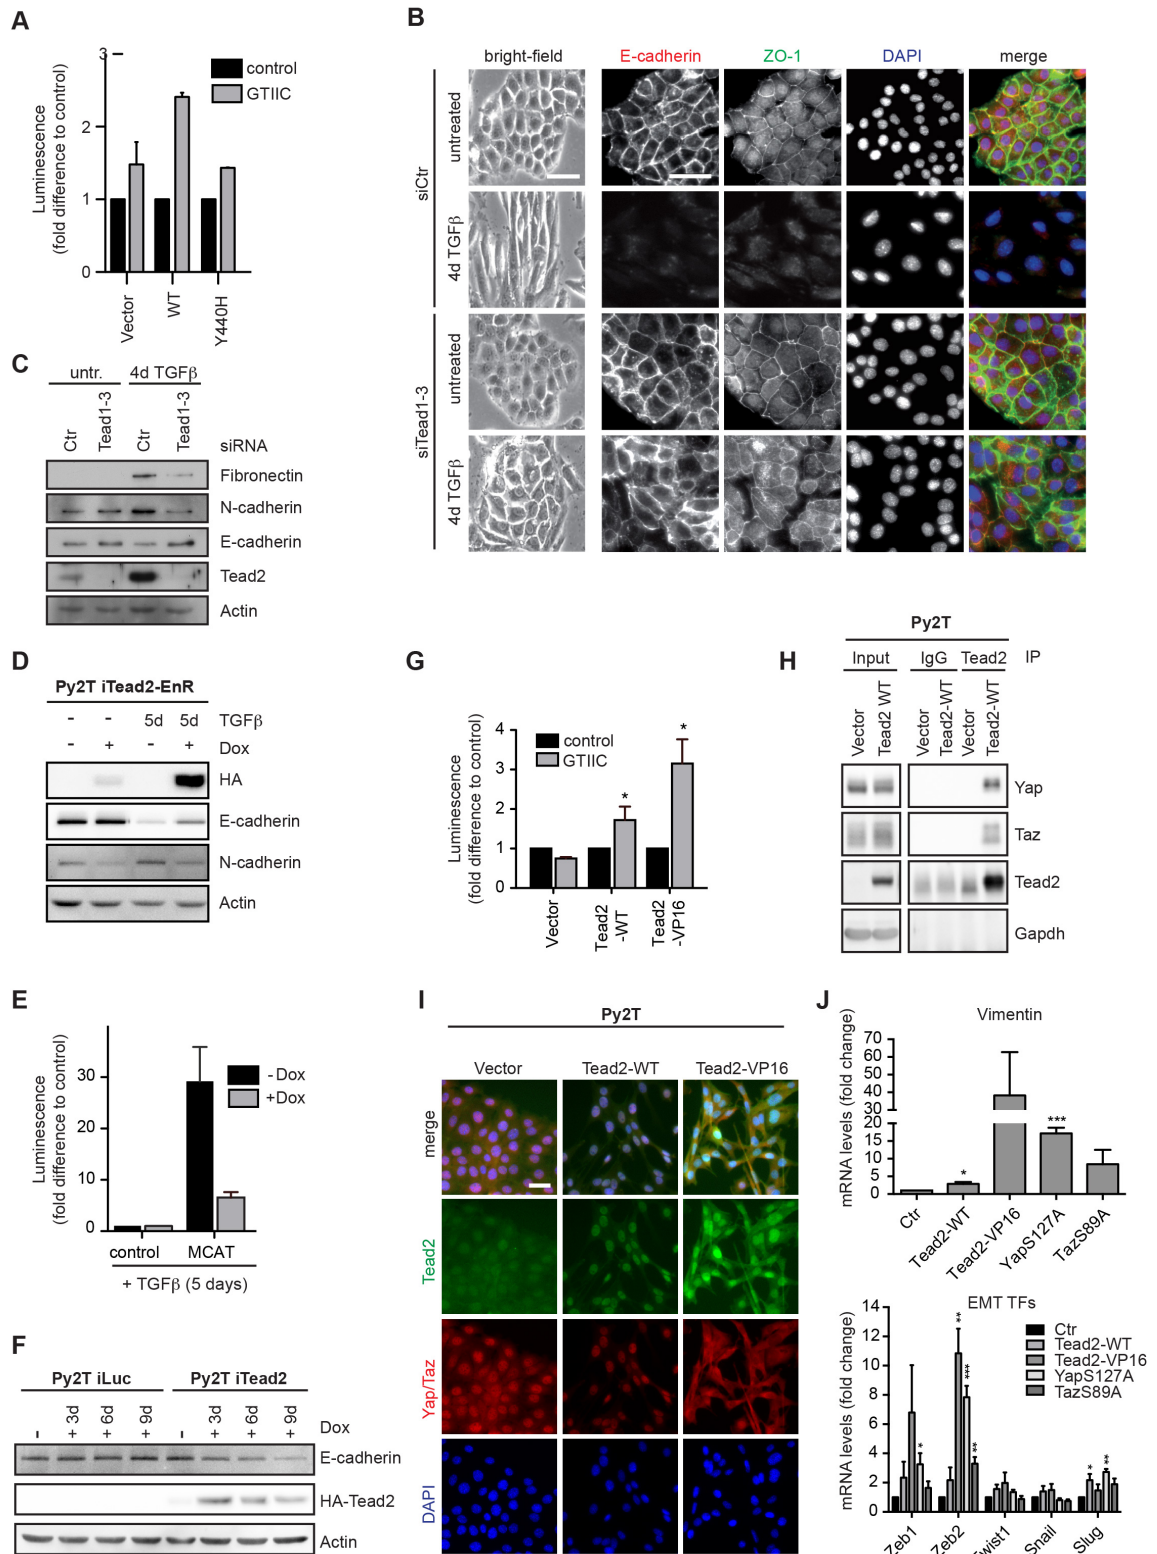 A
3
2
1
0
Luminescence
(fold difference to control)
control
GTIIC
Vector
WT
Y440H
B
bright-field
E-cadherin
ZO-1
DAPI
merge
siCtr
untreated
4d TGFβ
siTead1-3
untreated
4d TGFβ
C
untr.
4d TGFβ
Ctr
Tead1-3
Ctr
Tead1-3
siRNA
Fibronectin
N-cadherin
E-cadherin
Tead2
Actin
D
Py2T iTead2-EnR
- - 5d 5d TGFβ
- + - + Dox
HA
E-cadherin
N-cadherin
Actin
G
Luminescence
(fold difference to control)
4
3
2
1
0
control
GTIIC
*
*
Vector
Tead2
-WT
Tead2
-VP16
H
Py2T
Input IgG Tead2 IP
Vector
Tead2 WT
Vector
Tead2-WT
Vector
Tead2-WT
Yap
Taz
Tead2
Gapdh
E
Luminescence
(fold difference to control)
30
20
10
0
- Dox
+Dox
control MCAT
+ TGFβ (5 days)
F
Py2T iLuc Py2T iTead2
3d 6d 9d 3d 6d 9d
- + + + - + + + Dox
E-cadherin
HA-Tead2
Actin
I
Py2T
Vector Tead2-WT Tead2-VP16
merge
Tead2
Yap/Taz
DAPI
J
Vimentin
mRNA levels (fold change)
70
60
50
40
30
20
15
10
5
0
*
***
Ctr
Tead2-WT
Tead2-VP16
YapS127A
TazS89A
EMT TFs
mRNA levels (fold change)
14
12
10
8
6
4
2
0
Ctr
Tead2-WT
Tead2-VP16
YapS127A
TazS89A
*
**
***
**
*
**
Zeb1
Zeb2
Twist1
Snail
Slug